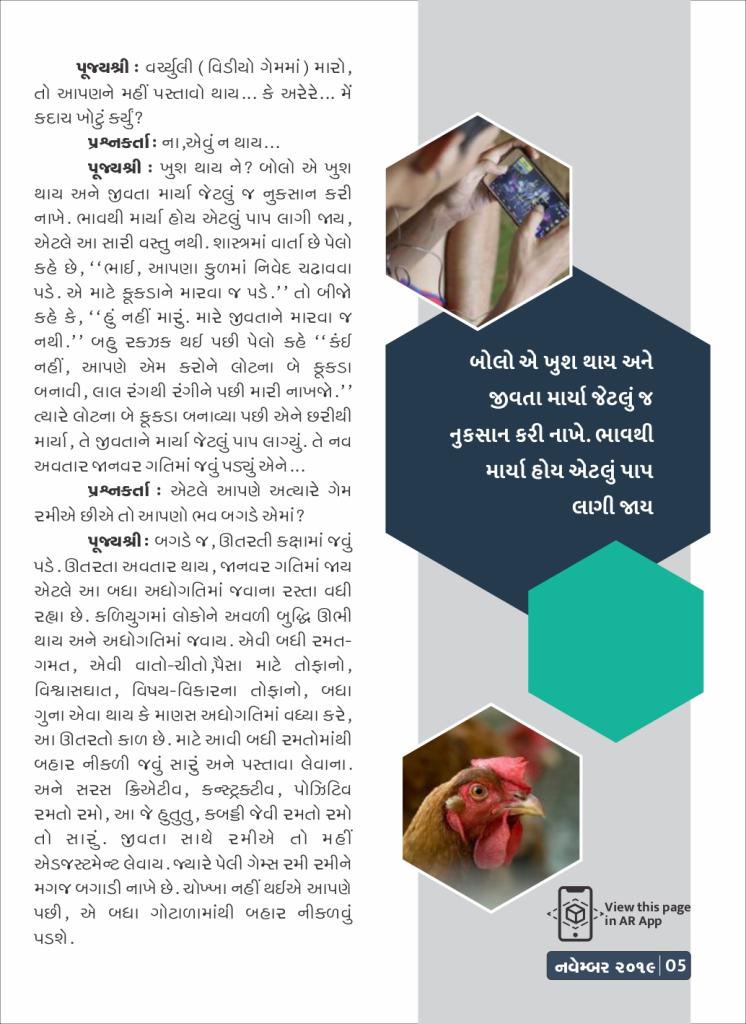 પૂજ્યશ્રી : વર્ચ્યુલી ( વિડીયો ગેમમાં ) મારો,
તો આપણને મહીં પસ્તાવો થાય... કે અરેરે... મેં
કદાચ ખોટું કર્યું?
પ્રશ્નકર્તા : ના ,એવું ન થાય...
પૂજ્યશ્રી : ખુશ થાય ને? બોલો એ ખુશ
થાય અને જીવતા માર્યા જેટલું જ નુકસાન કરી
નાખે. ભાવથી માર્યા હોય એટલું પાપ લાગી જાય,
એટલે આ સારી વસ્તુ નથી. શાસ્ત્રમાં વાર્તા છે પેલો
કહે છે, ‘‘ભાઈ, આપણા કુળમાં નિવેદ ચઢાવવા
પડે. એ માટે કૂકડાને મારવા જ પડે.’’ તો બીજો
કહે કે, ‘‘હું નહીં મારું. મારે જીવતાને મારવા જ
નથી.’’ બહુ રકઝક થઈ પછી પેલો કહે ‘‘કંઈ
નહીં, આપણે એમ કરોને લોટના બે કૂકડા
બનાવી, લાલ રંગથી રંગીને પછી મારી નાખજો.’’
ત્યારે લોટના બે કૂકડા બનાવ્યા પછી એને છરીથી
માર્યા, તે જીવતાને માર્યા જેટલું પાપ લાગ્યું. તે નવ
અવતાર જાનવર ગતિમાં જવું પડ્યું એને...
પ્રશ્નકર્તા : એટલે આપણે અત્યારે ગેમ
રમીએ છીએ તો આપણો ભવ બગડે એમાં?
પૂજ્યશ્રી : બગડે જ, ઊતરતી કક્ષામાં જવું
પડે. ઊતરતા અવતાર થાય, જાનવર ગતિમાં જાય
એટલે આ બધા અધોગતિમાં જવાના રસ્તા વધી
રહ્યા છે. કળિયુગમાં લોકોને અવળી બુદ્ધિ ઊભી
થાય અને અધોગતિમાં જવાય. એવી બધી રમત-
ગમત, એવી વાતો-ચીતો,પૈસા માટે તોફાનો,
વિશ્વાસઘાત, વિષય-વિકારના તોફાનો, બધા
ગુના એવા થાય કે માણસ અધોગતિમાં વધ્યા કરે,
આ ઊતરતો કાળ છે. માટે આવી બધી રમતોમાંથી
બહાર નીકળી જવું સારું અને પસ્તાવા લેવાના.
અને સરસ ક્રિએટીવ, કન્સ્ટ્રક્ટીવ, પોઝિટિવ
રમતો રમો, આ જે હુતુતુ, કબડ્ડી જેવી રમતો રમો
તો સારું. જીવતા સાથે રમીએ તો મહીં
એડજસ્ટમેન્ટ લેવાય. જ્યારે પેલી ગેમ્સ રમી રમીને
મગજ બગાડી નાખે છે. ચોખ્ખા નહીં થઈએ આપણે
પછી, એ બધા ગોટાળામાંથી બહાર નીકળવું
પડશે.
બોલો એ ખુશ થાય અને
જીવતા માર્યા જેટલું જ
નુકસાન કરી નાખે. ભાવથી
માર્યા હોય એટલું પાપ
લાગી જાય
View this page
in AR App
નવેમ્બર ૨૦૧૯ | 05